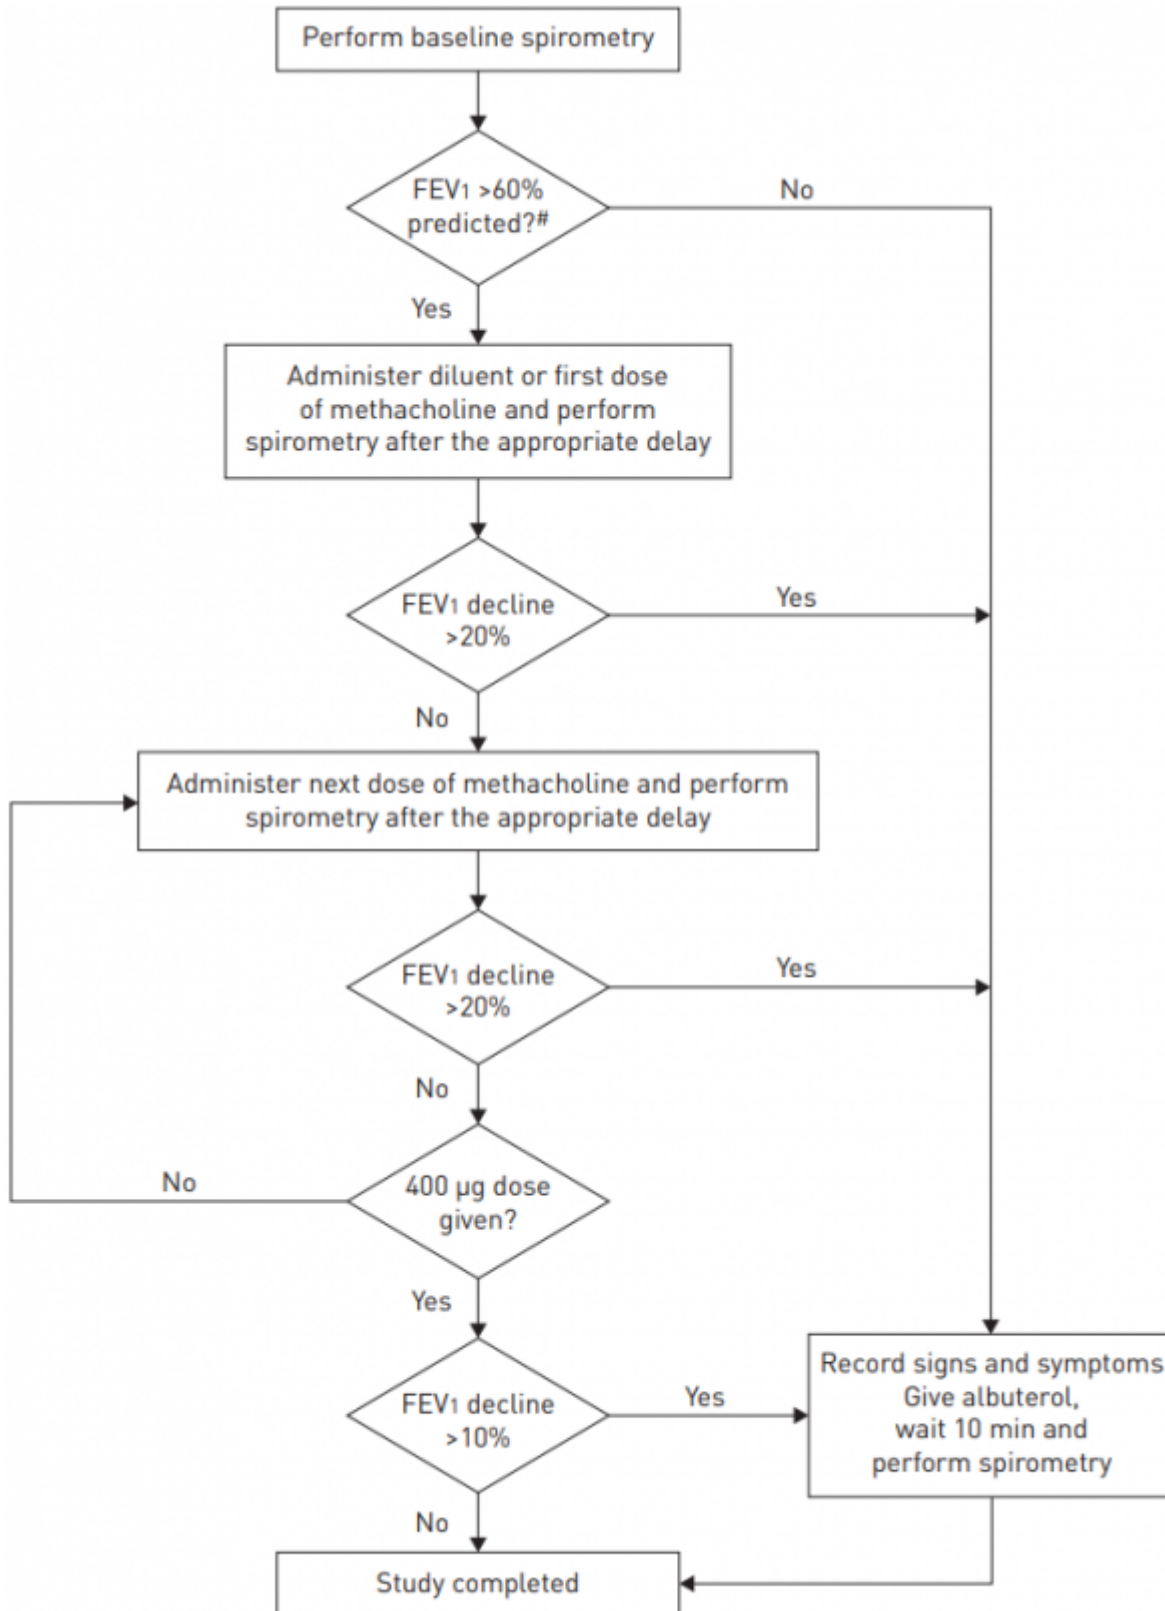 Perform baseline spirometry
FEV1 >60%
predicted?#
No
Yes
Administer diluent or first dose
of methacholine and perform
spirometry after the appropriate delay
FEV1 decline
>20%
Yes
No
Administer next dose of methacholine and perform
spirometry after the appropriate delay
FEV1 decline
>20%
Yes
No
400 µg dose
given?
No
Yes
FEV1 decline
>10%
Yes
Record signs and symptoms
Give albuterol,
wait 10 min and
perform spirometry
No
Study completed